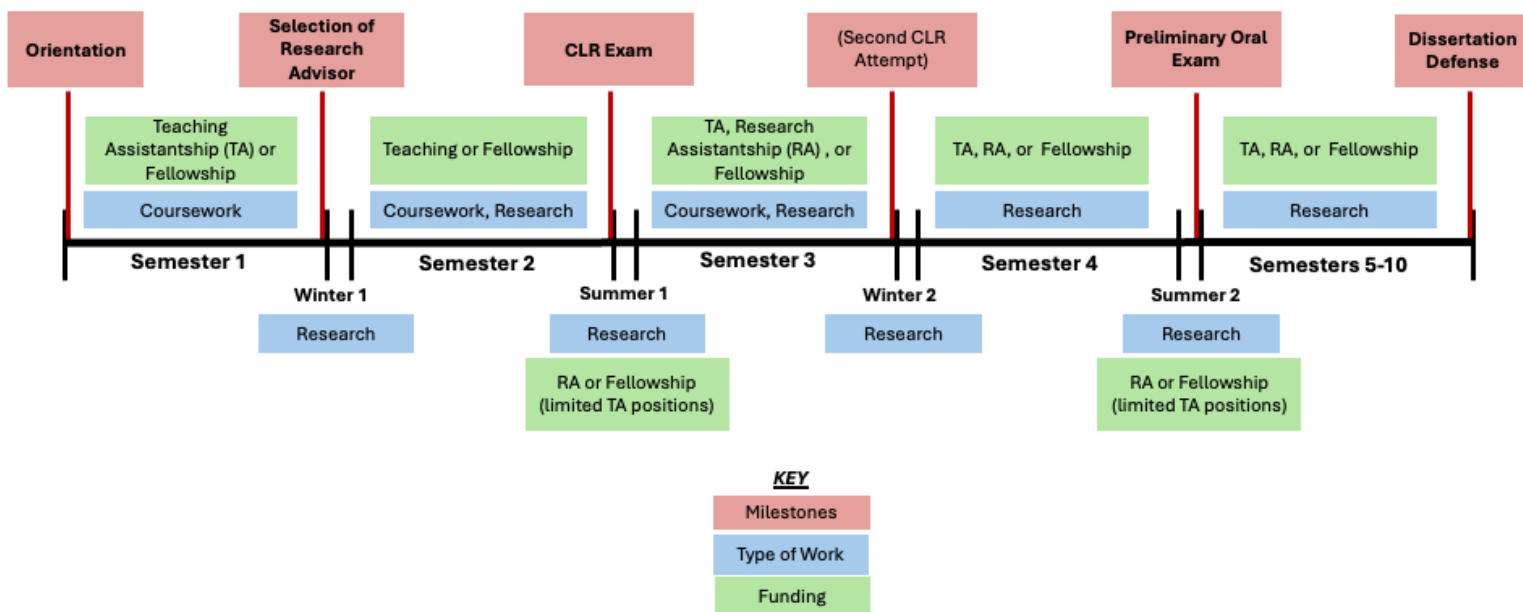 Orientation
Selection of
Research
Advisor
CLR Exam
(Second CLR
Attempt)
Preliminary Oral
Exam
Dissertation
Defense
Teaching
Assistantship (TA) or
Fellowship
Teaching or Fellowship
TA, Research
Assistantship (RA) , or
Fellowship
TA, RA, or Fellowship
TA, RA, or Fellowship
Coursework
Coursework, Research
Coursework, Research
Research
Research
Semester 1
Semester 2
Semester 3
Semester 4
Semesters 5-10
Winter 1
Summer 1
Winter 2
Summer 2
Research
Research
Research
Research
RA or Fellowship
(limited TA positions)
RA or Fellowship
(limited TA positions)
KEY
Milestones
Type of Work
Funding